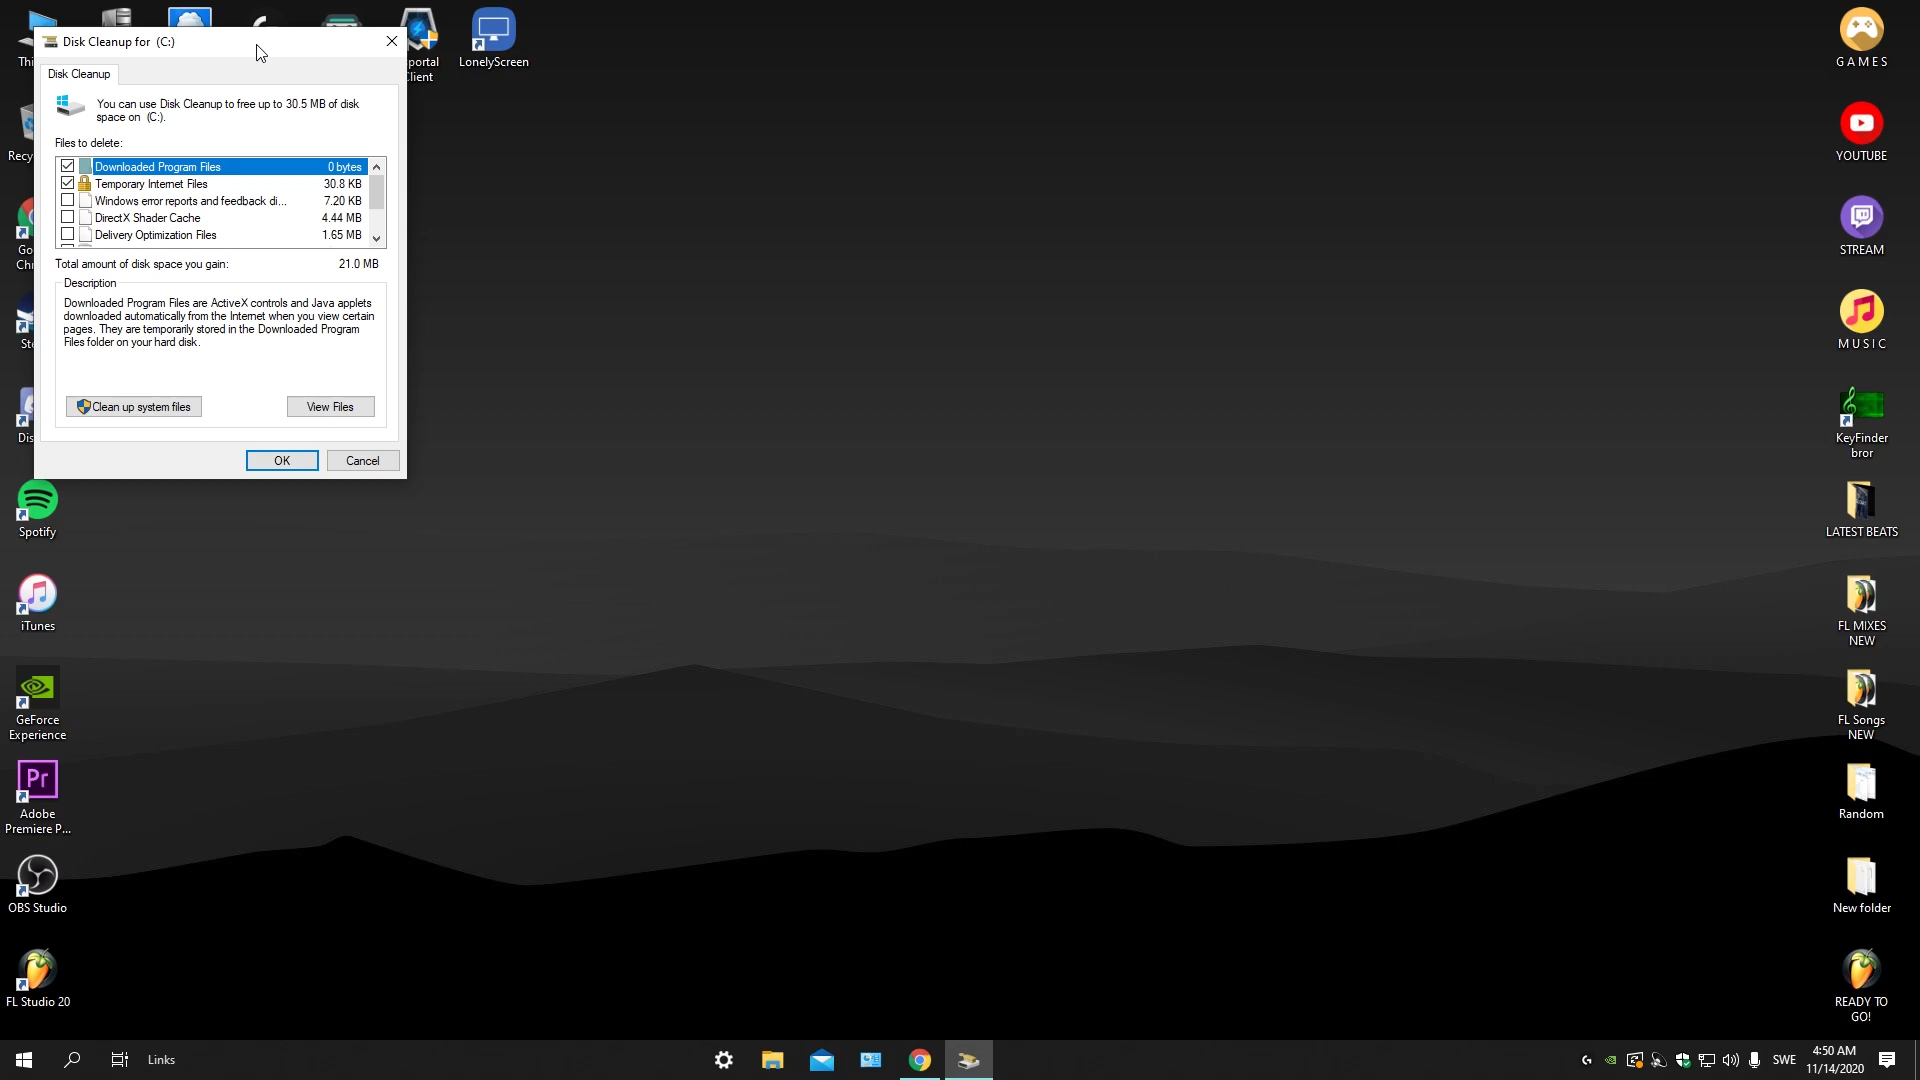 Disk Cleanup for  (C:)
Disk Cleanup
You can use Disk Cleanup to free up to 30.5 MB of disk
space on  (C:).
Files to delete:
Downloaded Program Files 0 bytes
Temporary Internet Files 30.8 KB
Windows error reports and feedback di... 7.20 KB
DirectX Shader Cache 4.44 MB
Delivery Optimization Files 1.65 MB
Total amount of disk space you gain: 21.0 MB
Description
Downloaded Program Files are ActiveX controls and Java applets
downloaded automatically from the Internet when you view certain
pages. They are temporarily stored in the Downloaded Program
Files folder on your hard disk.
Clean up system files
View Files
OK
Cancel
Thi
Recy
Go
Chr
Ste
Dis
Spotify
iTunes
GeForce
Experience
Pr
Adobe
Premiere P...
OBS Studio
FL Studio 20
portal
Client
LonelyScreen
G A M E S
YOUTUBE
STREAM
M U S I C
KeyFinder
bror
LATEST BEATS
FL MIXES
NEW
FL Songs
NEW
Random
New folder
READY TO
GO!
Links
SWE
4:50 AM
11/14/2020